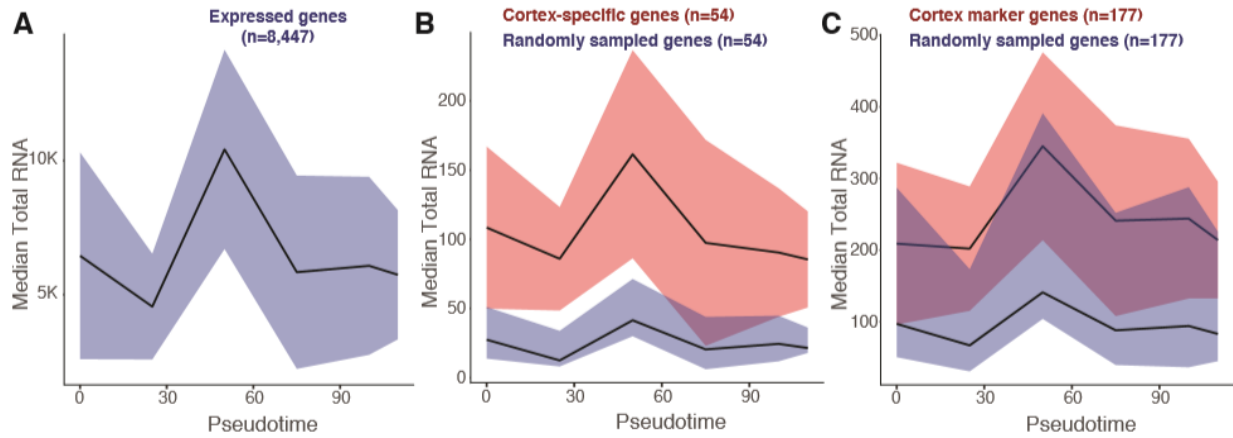 A
Expressed genes
(n=8,447)
Median Total RNA
10K
5K
0 30 60 90
Pseudotime
B
Cortex-specific genes (n=54)
Randomly sampled genes (n=54)
Median Total RNA
200
150
100
50
0
0 30 60 90
Pseudotime
C
Cortex marker genes (n=177)
Randomly sampled genes (n=177)
Median Total RNA
500
400
300
200
100
0 30 60 90
Pseudotime